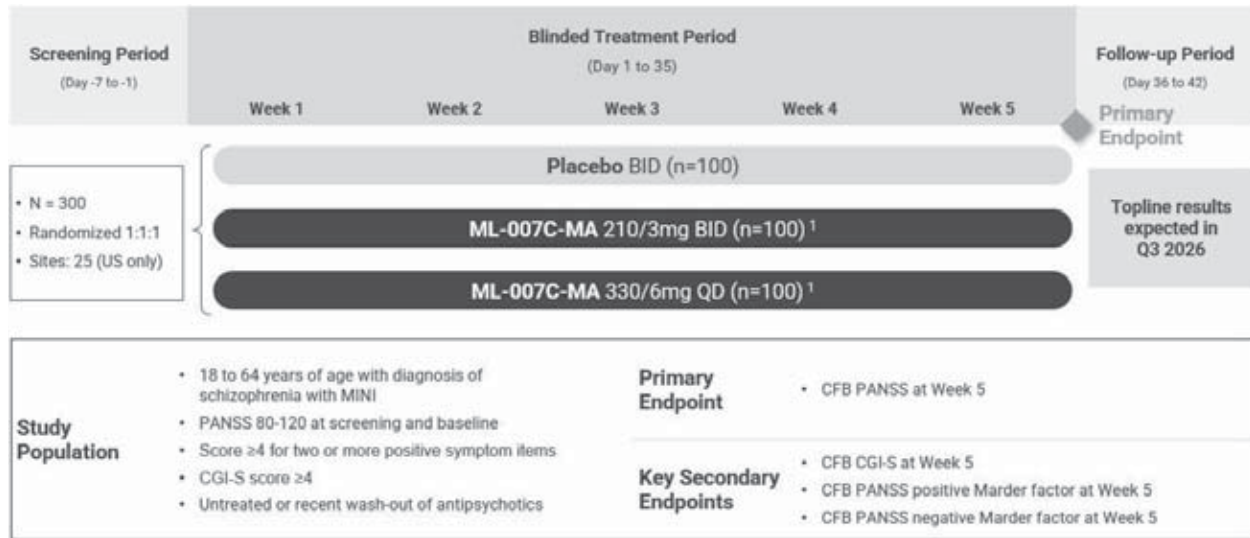 Screening Period
(Day -7 to -1)
Blinded Treatment Period
(Day 1 to 35)
Week 1
Week 2
Week 3
Week 4
Week 5
Follow-up Period
(Day 36 to 42)
Primary
Endpoint
• N = 300
• Randomized 1:1:1
• Sites: 25 (US only)
Placebo BID (n=100)
ML-007C-MA 210/3mg BID (n=100) ¹
ML-007C-MA 330/6mg QD (n=100) ¹
Topline results
expected in
Q3 2026
Study
Population
• 18 to 64 years of age with diagnosis of
schizophrenia with MINI
• PANSS 80-120 at screening and baseline
• Score ≥4 for two or more positive symptom items
• CGI-S score ≥4
• Untreated or recent wash-out of antipsychotics
Primary
Endpoint
• CFB PANSS at Week 5
Key Secondary
Endpoints
• CFB CGI-S at Week 5
• CFB PANSS positive Marder factor at Week 5
• CFB PANSS negative Marder factor at Week 5